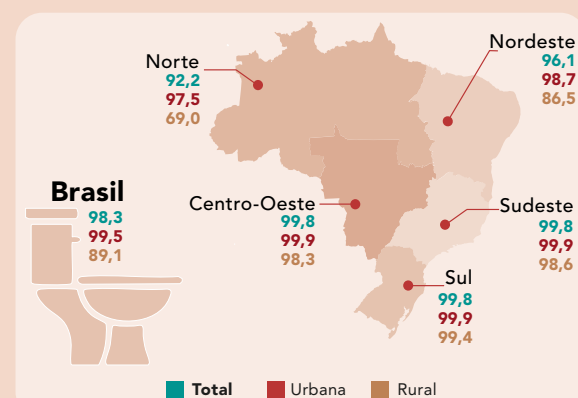 Norte
92,2
97,5
69,0
Nordeste
96,1
98,7
86,5
Brasil
98,3
99,5
89,1
Centro-Oeste
99,8
99,9
98,3
Sudeste
99,8
99,9
98,6
Sul
99,8
99,9
99,4
Total Urbana Rural